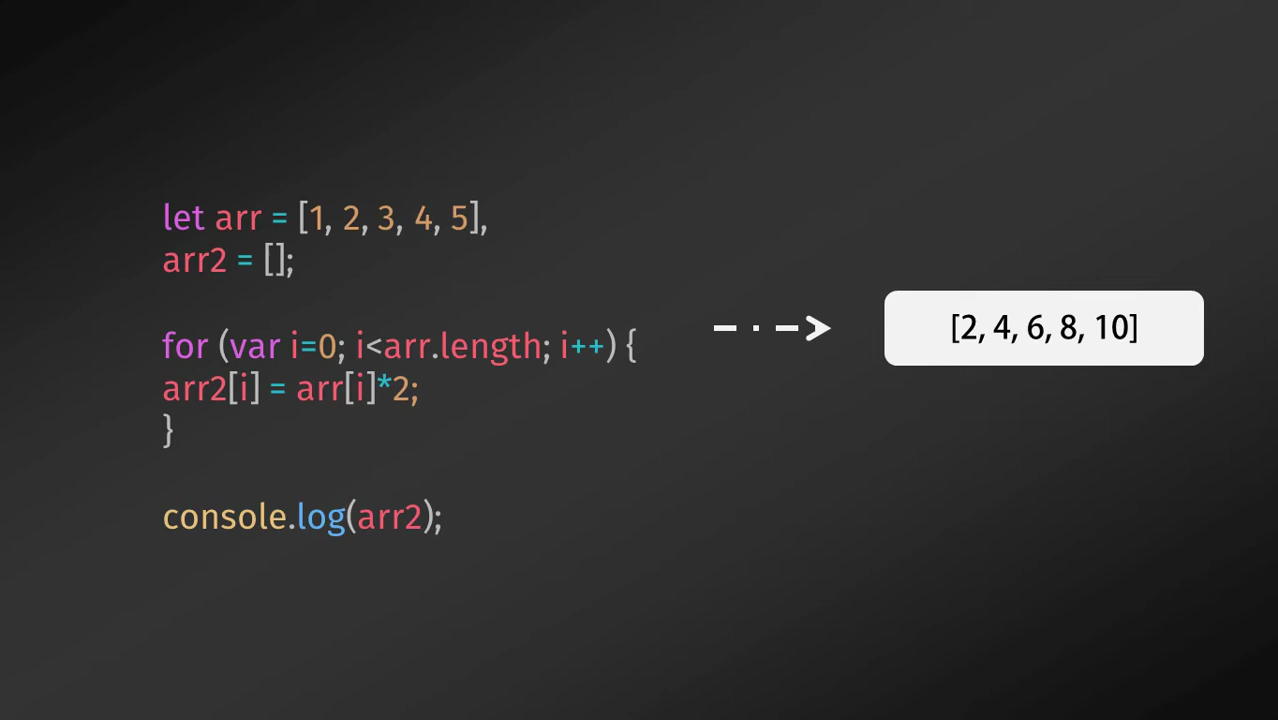 let arr = [1, 2, 3, 4, 5],
arr2 = [];
for (var i=0; i<arr.length; i++) {
arr2[i] = arr[i]*2;
}
console.log(arr2);
[2, 4, 6, 8, 10]